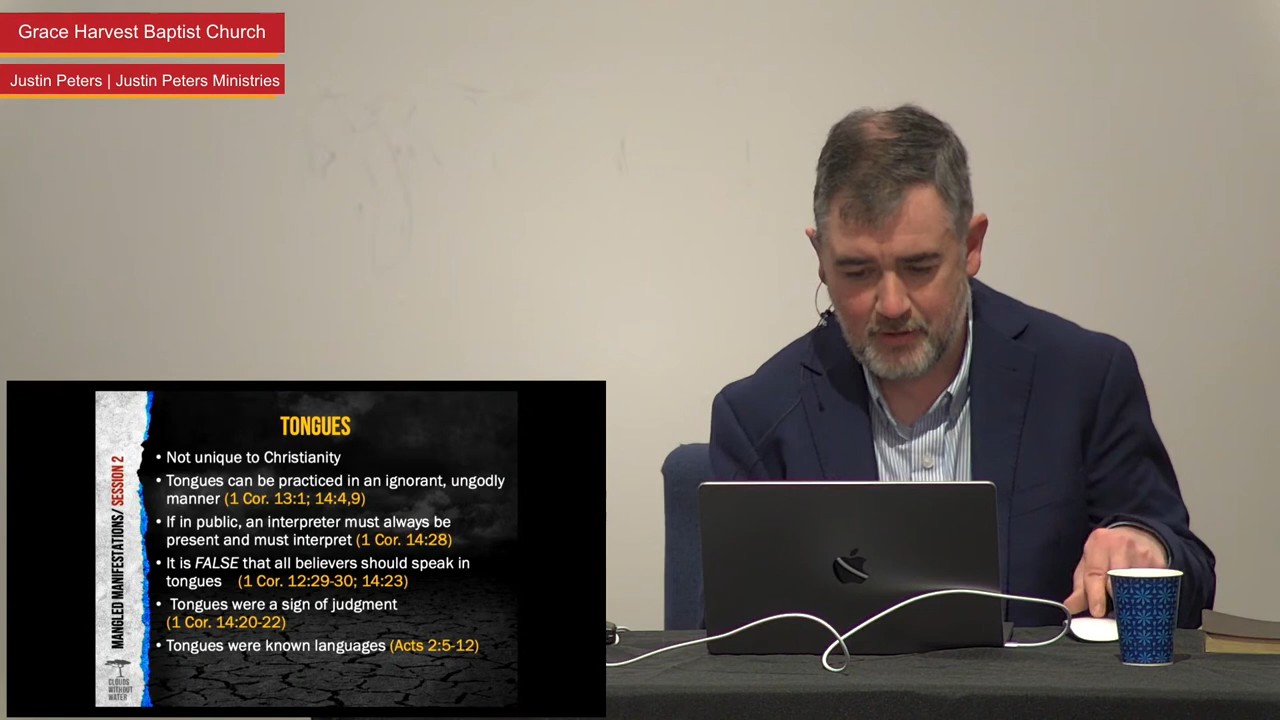 Grace Harvest Baptist Church
Justin Peters | Justin Peters Ministries
TONGUES
• Not unique to Christianity
• Tongues can be practiced in an ignorant, ungodly
manner (1 Cor. 13:1; 14:4,9)
• If in public, an interpreter must always be
present and must interpret (1 Cor. 14:28)
• It is FALSE that all believers should speak in
tongues (1 Cor. 12:29-30; 14:23)
• Tongues were a sign of judgment
(1 Cor. 14:20-22)
• Tongues were known languages (Acts 2:5-12)
MANGLED MANIFESTATIONS/ SESSION 2
CLOUDS
WITHOUT
WATER